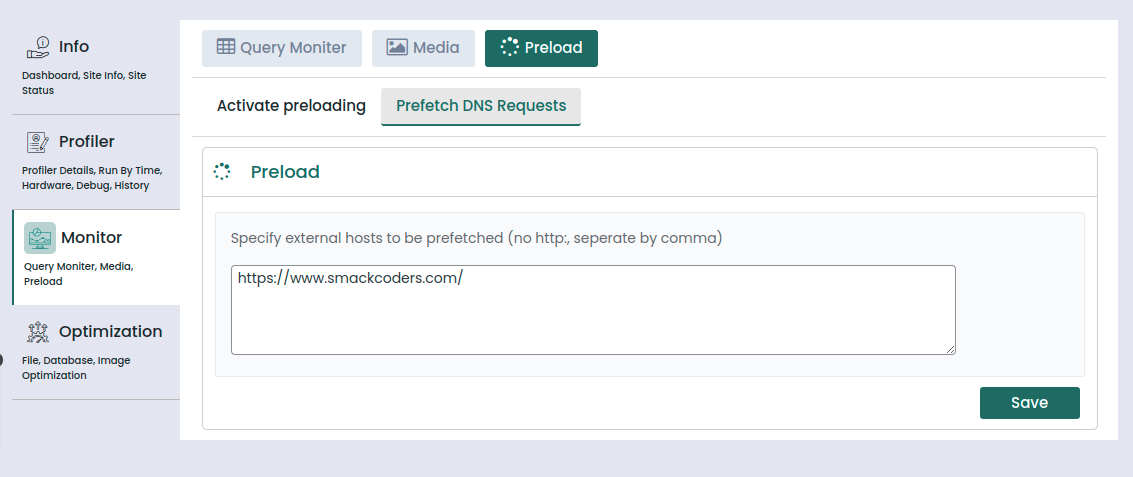 Info
Dashboard, Site Info, Site
Status
Profiler
Profiler Details, Run By Time,
Hardware, Debug, History
Monitor
Query Moniter, Media,
Preload
Optimization
File, Database, Image
Optimization
Query Moniter Media Preload
Activate preloading Prefetch DNS Requests
Preload
Specify external hosts to be prefetched (no http:, seperate by comma)
https://www.smackcoders.com/
Save